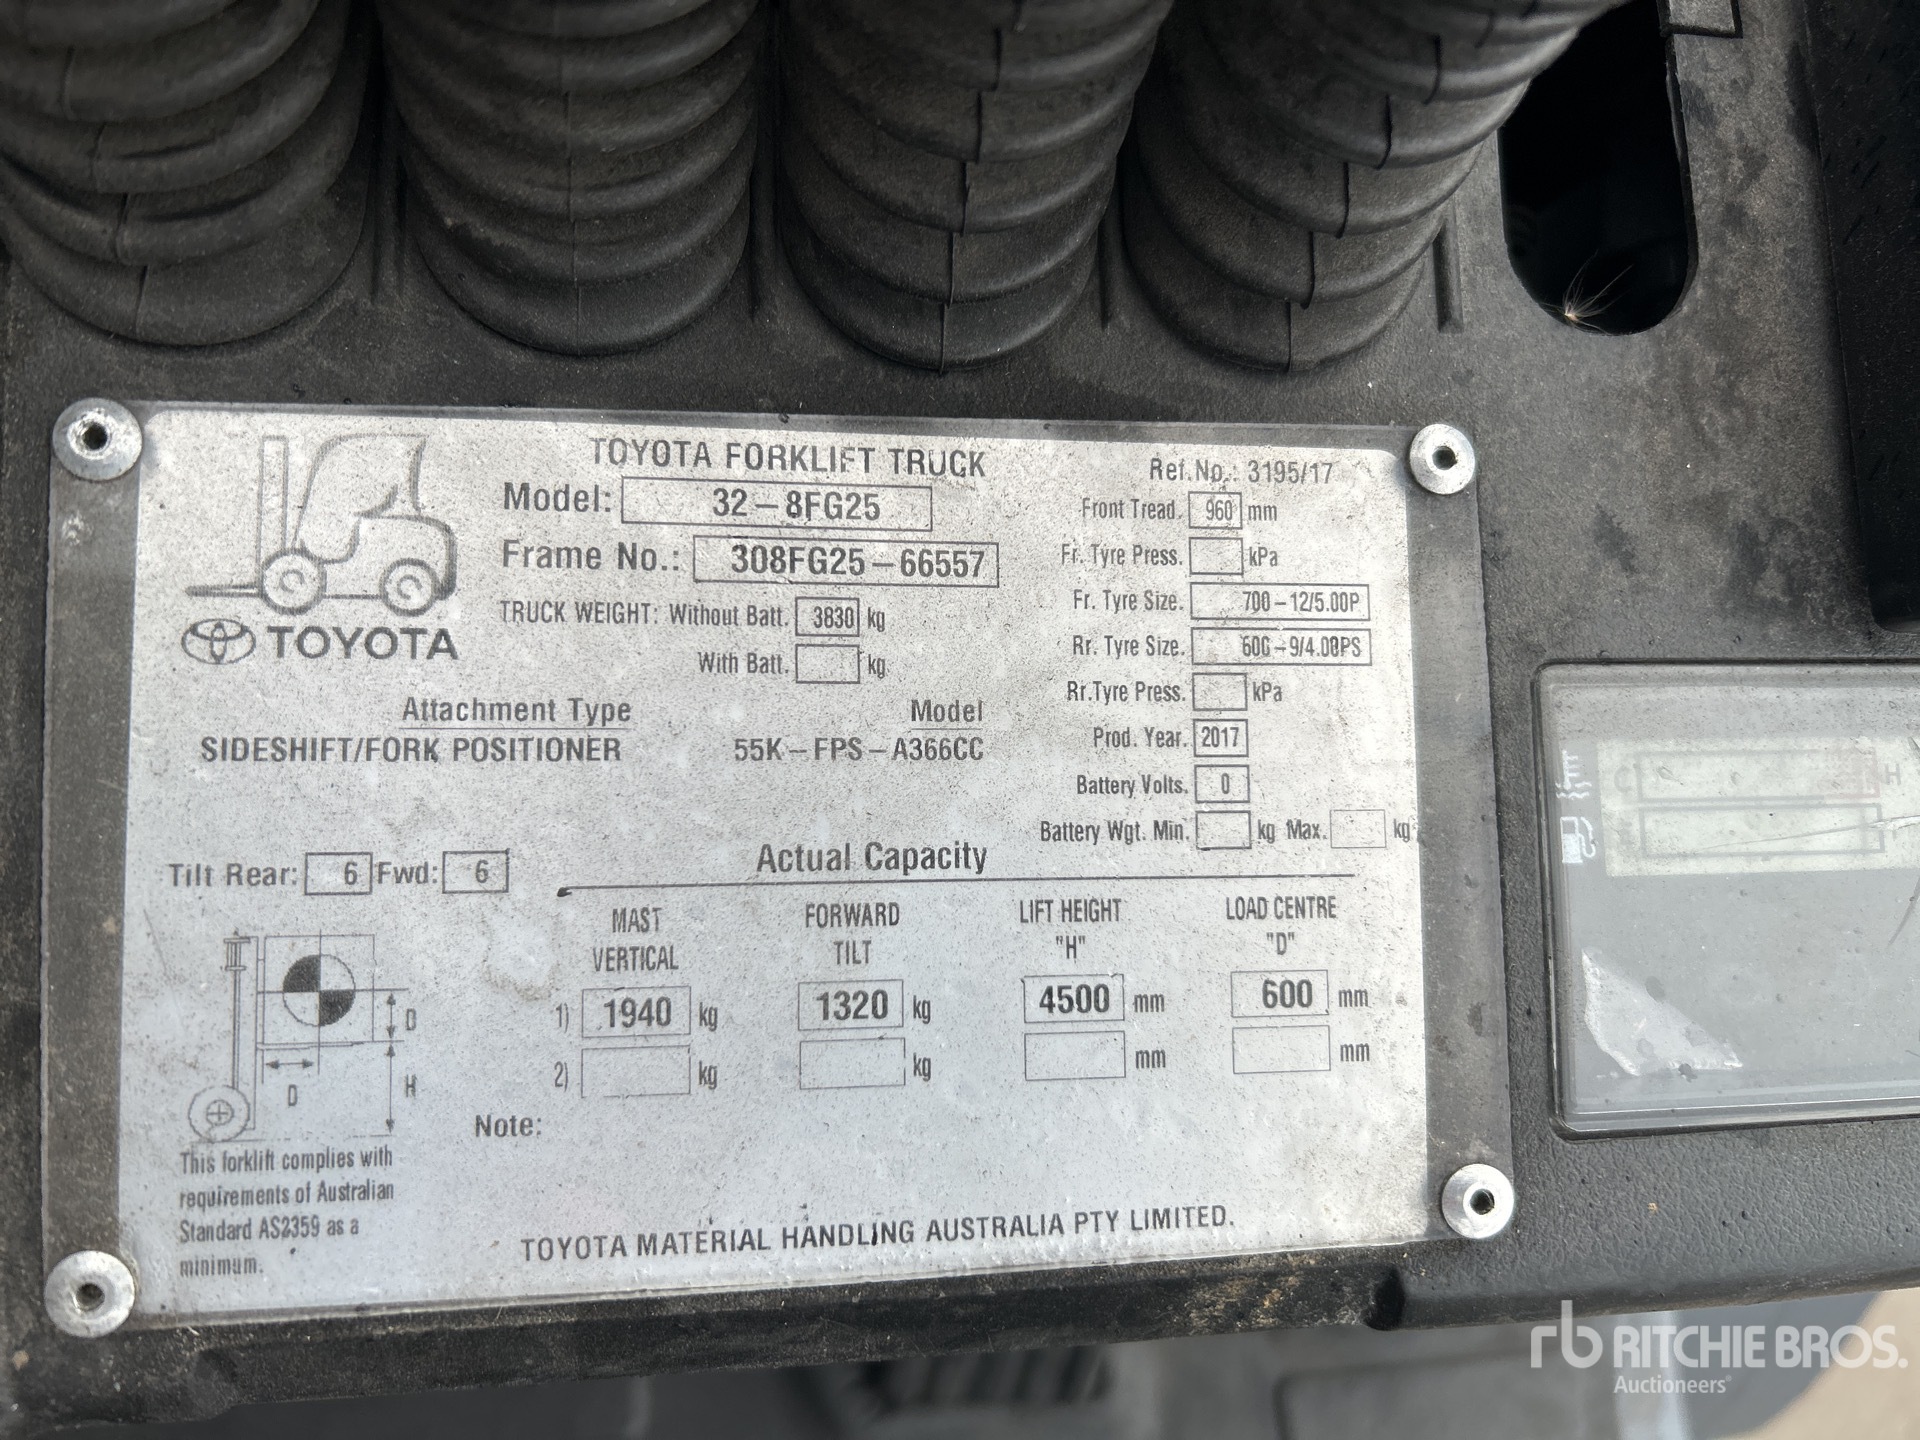 TOYOTA FORKLIFT TRUCK
Model: 32-8FG25
Frame No.: 308FG25-66557
TRUCK WEIGHT: Without Batt. 3830 kg
With Batt. kg
TOYOTA
Attachment Type Model
SIDESHIFT/FORK POSITIONER 55K-FPS-A366CC
Ref.No.: 3195/17
Front Tread. 960 mm
Fr. Tyre Press. kPa
Fr. Tyre Size. 700-12/5.00P
Rr. Tyre Size. 600-9/4.00PS
Rr.Tyre Press. kPa
Prod. Year. 2017
Battery Volts. 0
Battery Wgt. Min. kg Max. kg
Tilt Rear: 6 Fwd: 6
Actual Capacity
MAST VERTICAL
FORWARD TILT
LIFT HEIGHT "H"
LOAD CENTRE "D"
1) 1940 kg 1320 kg 4500 mm 600 mm
2) kg kg mm mm
D
D
H
Note:
This forklift complies with
requirements of Australian
Standard AS2359 as a
minimum.
TOYOTA MATERIAL HANDLING AUSTRALIA PTY LIMITED.
C H
rb RITCHIE BROS.
Auctioneers